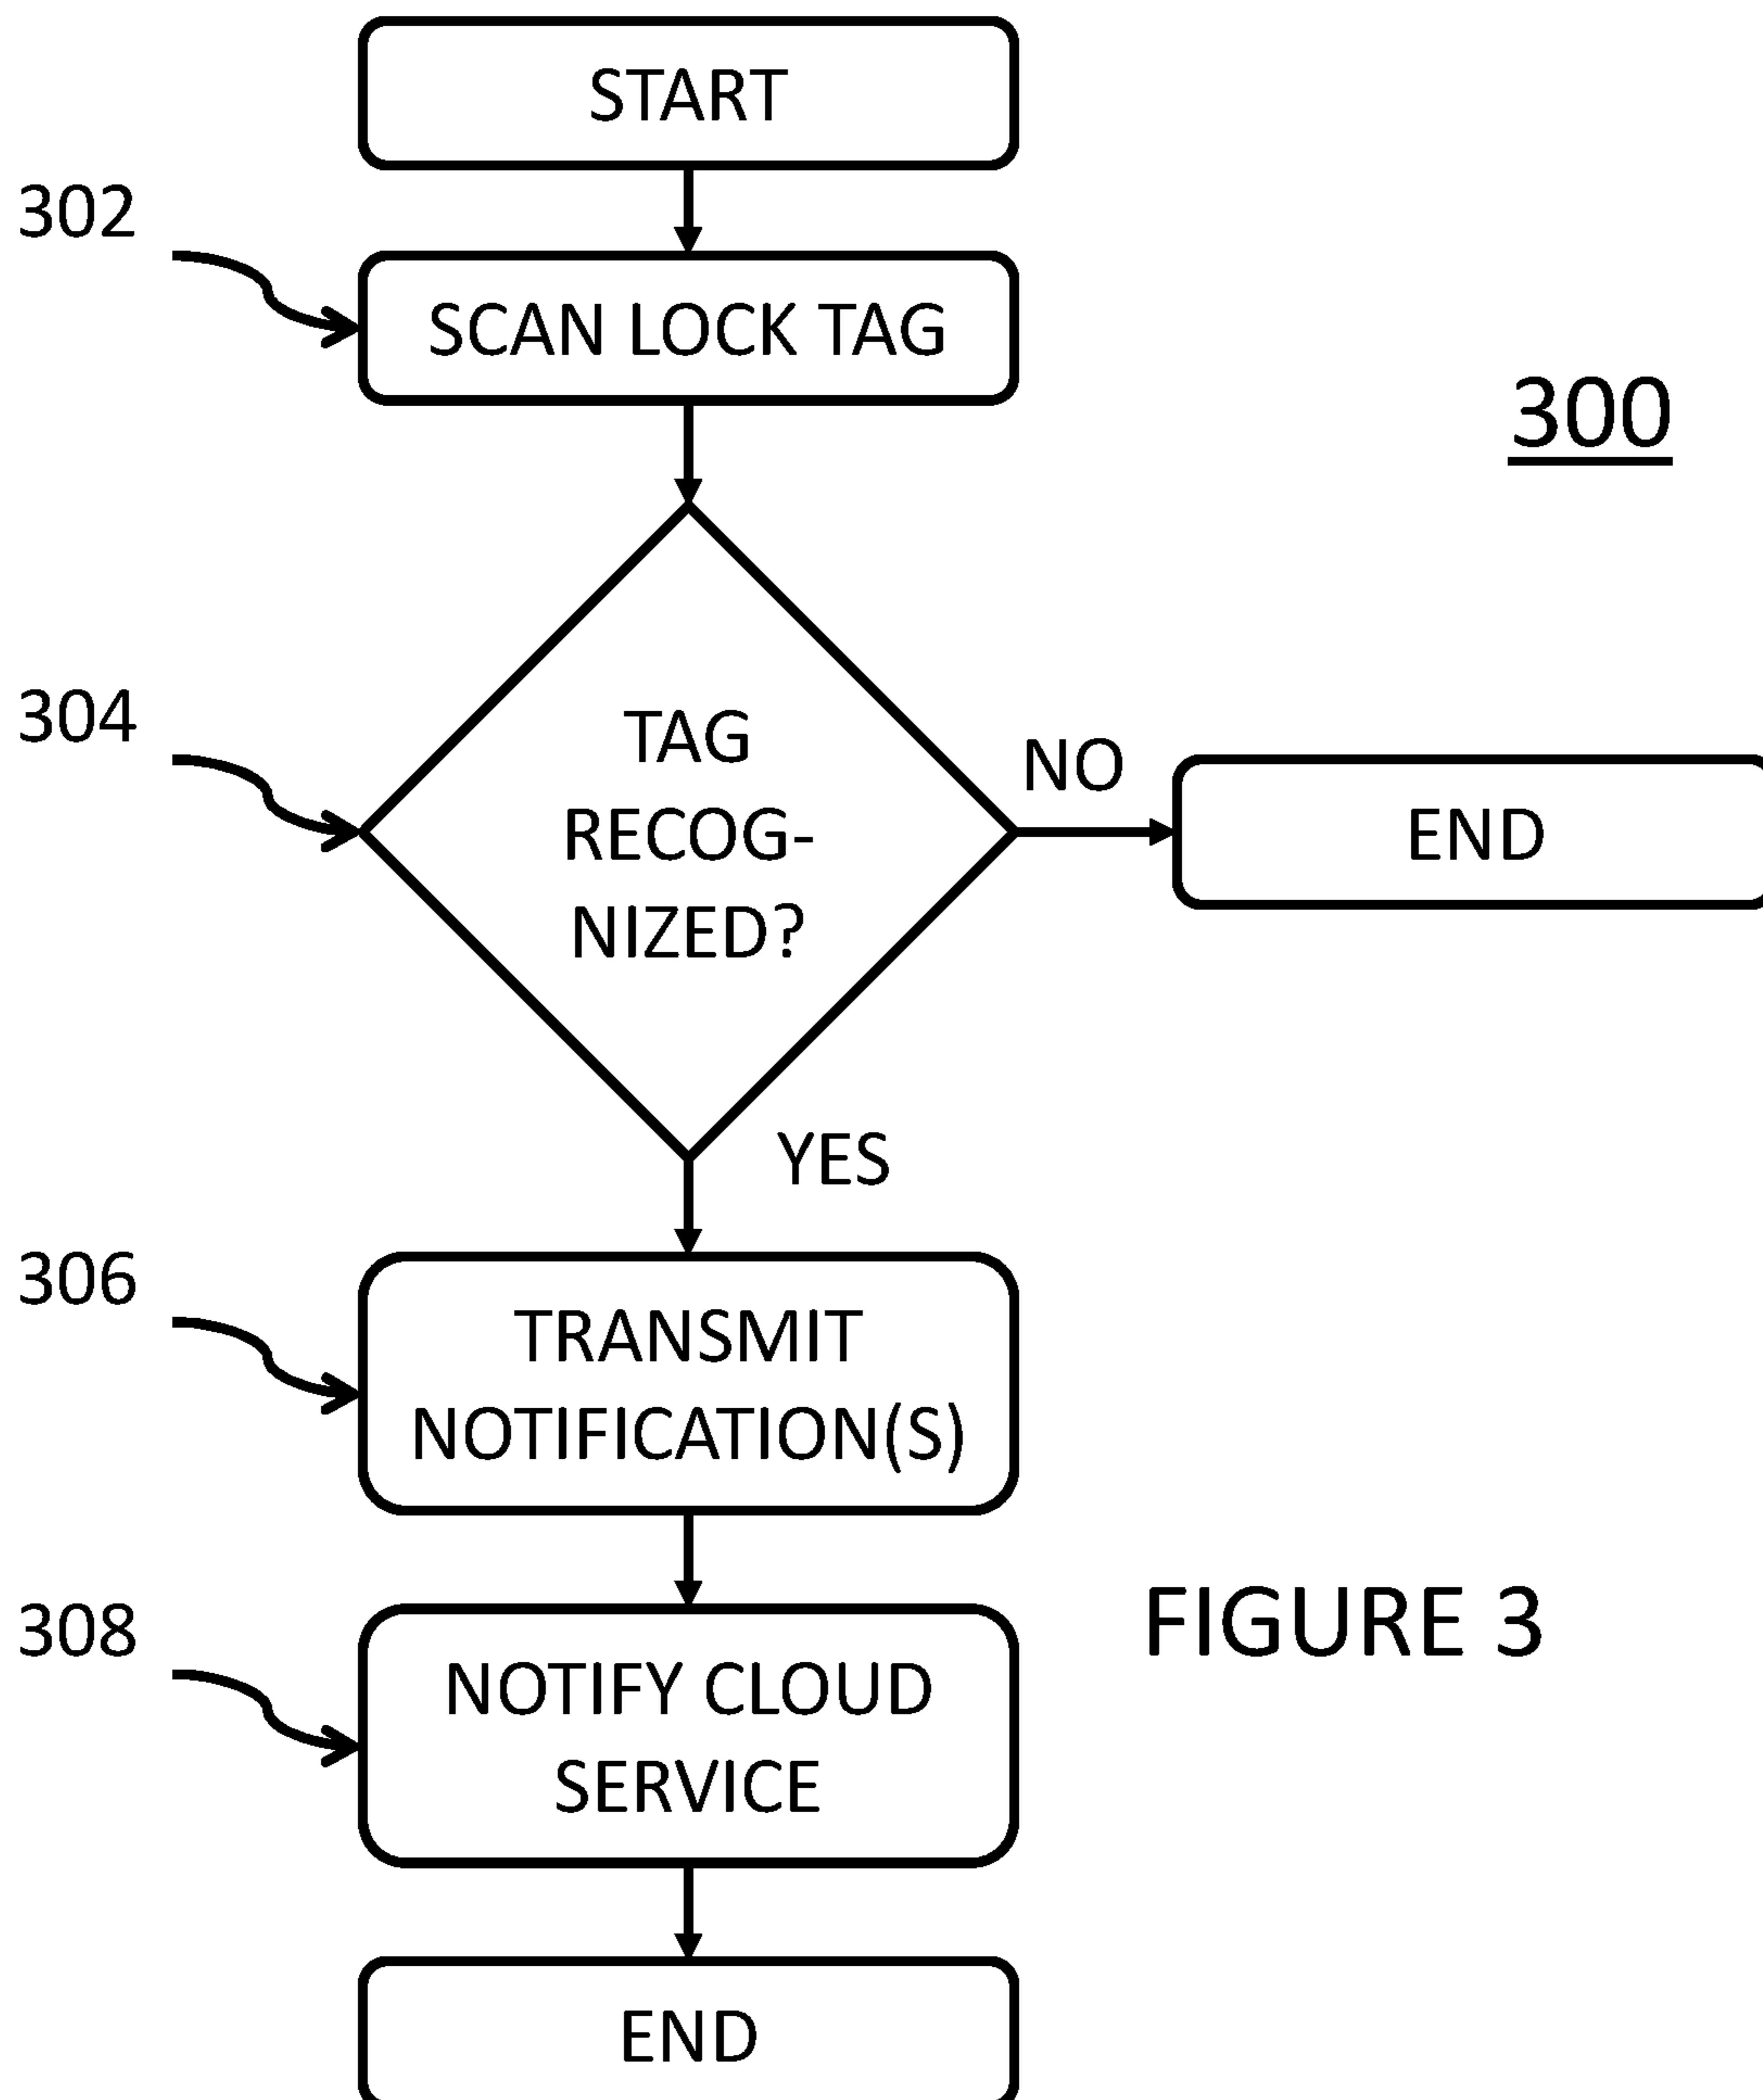 START
302
SCAN LOCK TAG
300
304
TAG
RECOG-
NIZED?
NO
END
YES
306
TRANSMIT
NOTIFICATION(S)
308
NOTIFY CLOUD
SERVICE
FIGURE 3
END